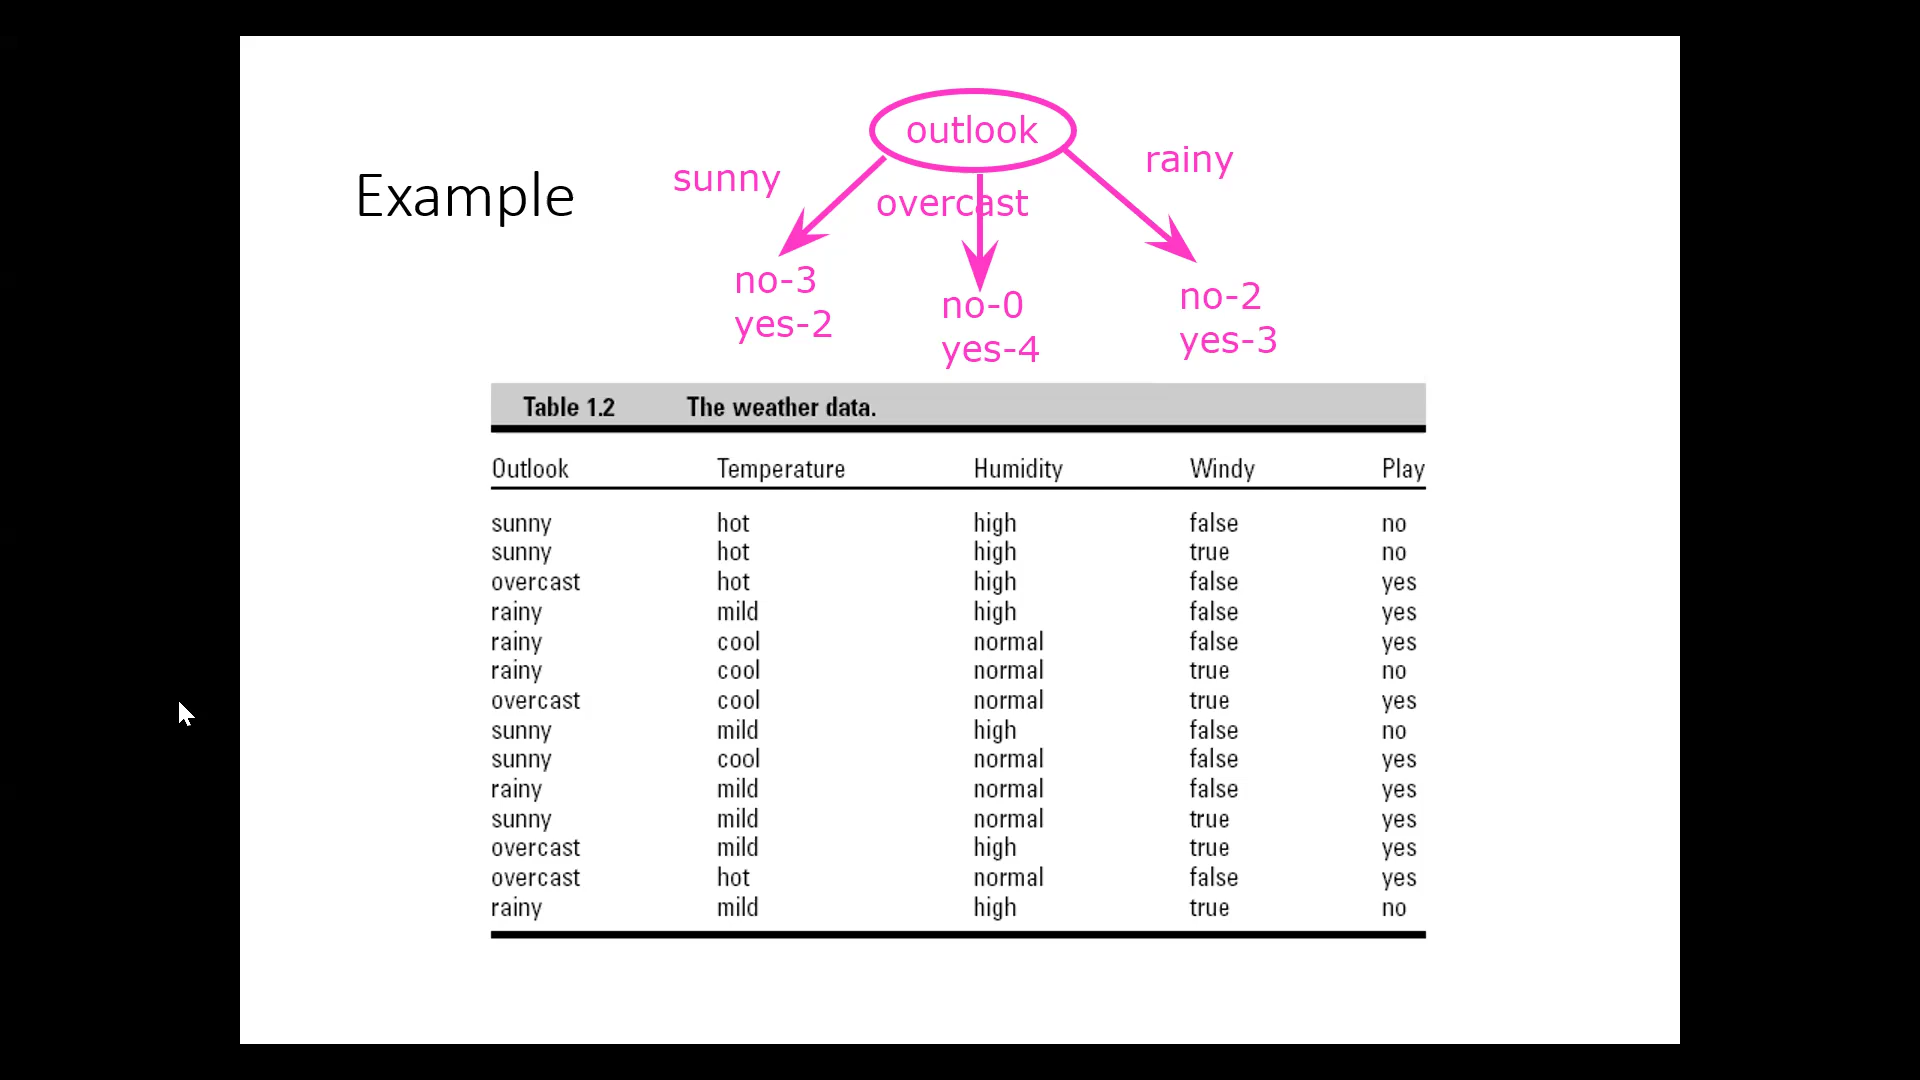 outlook
rainy
sunny
Example
overcast
no-3
yes-2
no-0
yes-4
no-2
yes-3
Table 1.2 The weather data.
Outlook Temperature Humidity Windy Play
sunny hot high false no
sunny hot high true no
overcast hot high false yes
rainy mild high false yes
rainy cool normal false yes
rainy cool normal true no
overcast cool normal true yes
sunny mild high false no
sunny cool normal false yes
rainy mild normal false yes
sunny mild normal true yes
overcast mild high true yes
overcast hot normal false yes
rainy mild high true no